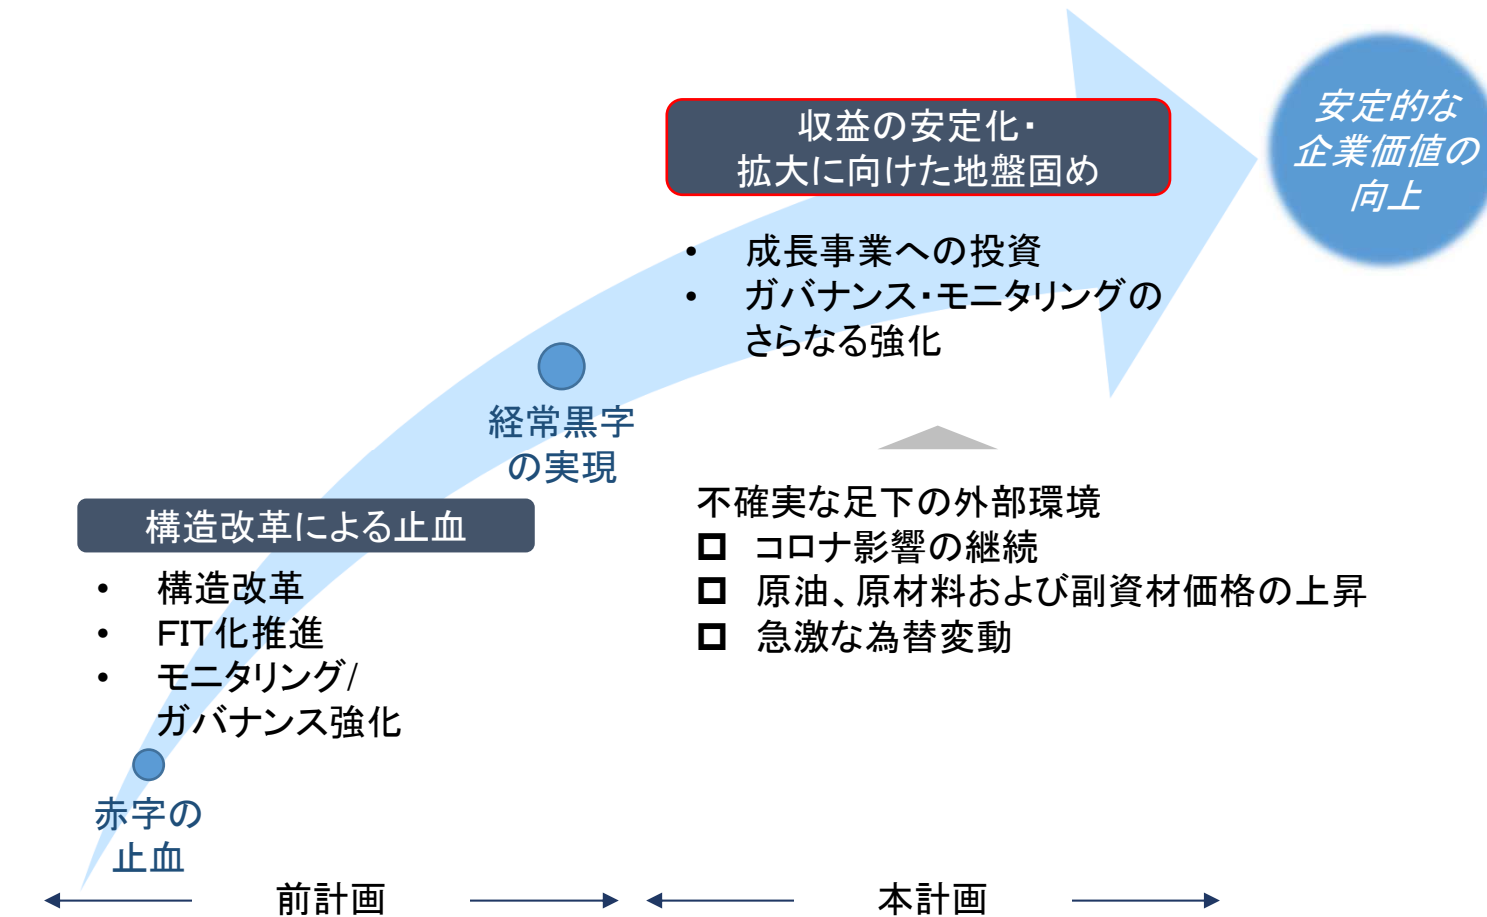 安定的な
企業価値の
向上
収益の安定化・
拡大に向けた地盤固め
• 成長事業への投資
• ガバナンス・モニタリングの
さらなる強化
経常黒字
の実現
不確実な足下の外部環境
コロナ影響の継続
原油、原材料および副資材価格の上昇
急激な為替変動
構造改革による止血
• 構造改革
• FIT化推進
• モニタリング/
ガバナンス強化
赤字の
止血
前計画
本計画